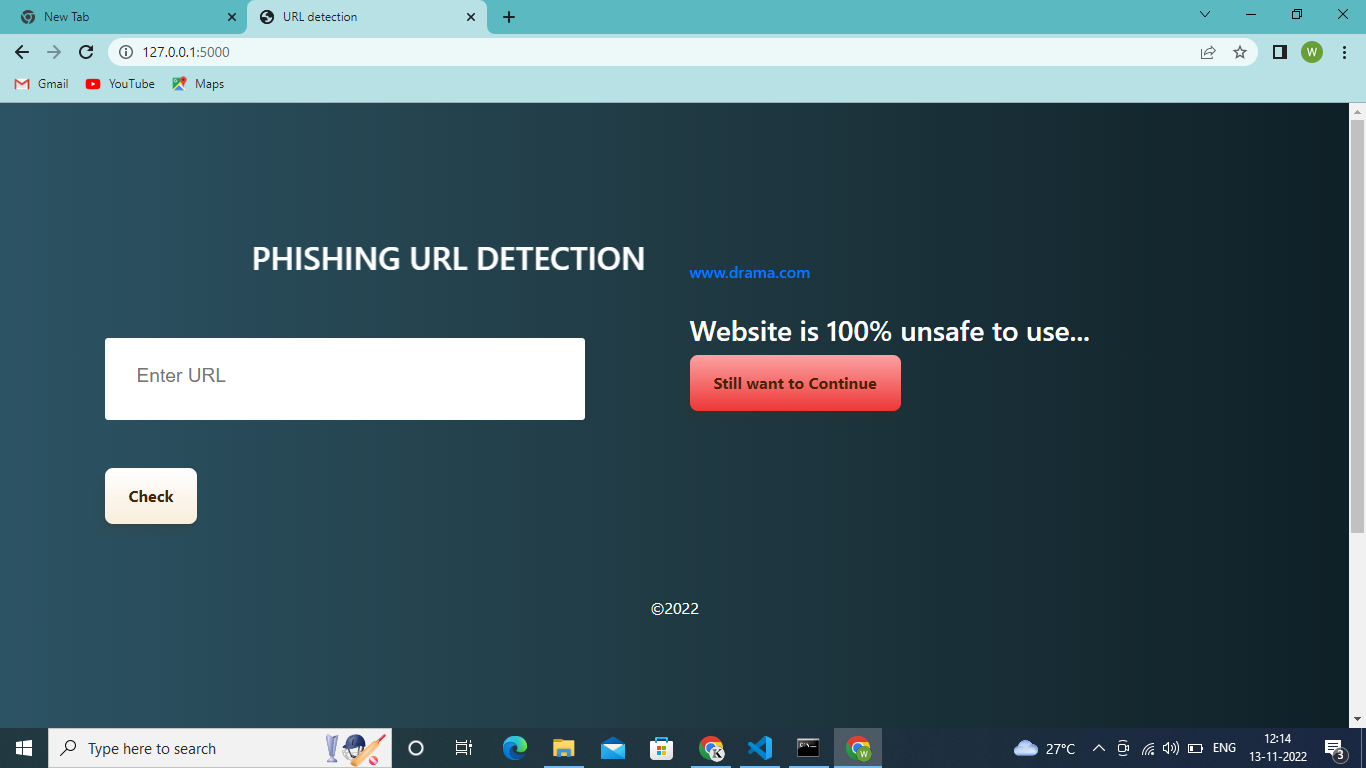 New Tab
URL detection
127.0.0.1:5000
W
Gmail
YouTube
Maps
PHISHING URL DETECTION
www.drama.com
Website is 100% unsafe to use...
Enter URL
Still want to Continue
Check
©2022
Type here to search
K
W
27°C
ENG
12:14
13-11-2022
3